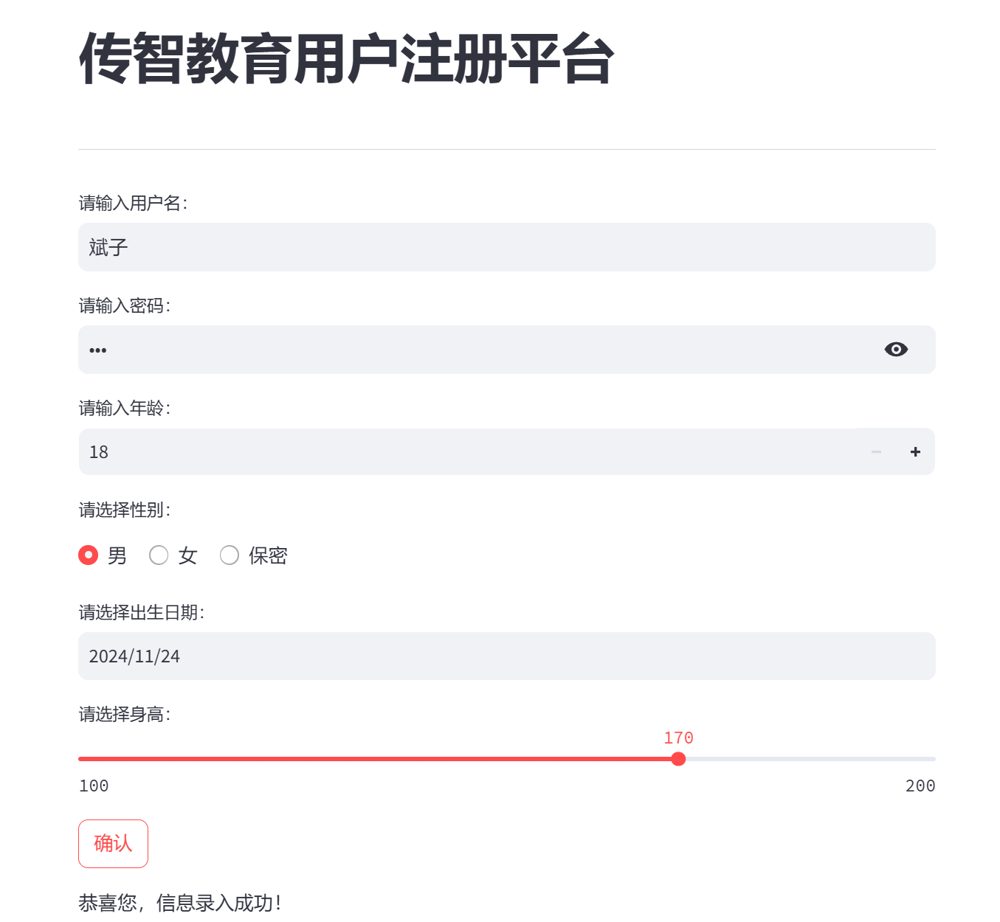 传智教育用户注册平台
请输入用户名：
斌子
请输入密码：
•••
请输入年龄：
18
请选择性别：
男 女 保密
请选择出生日期：
2024/11/24
请选择身高：
170
100 200
确认
恭喜您，信息录入成功！